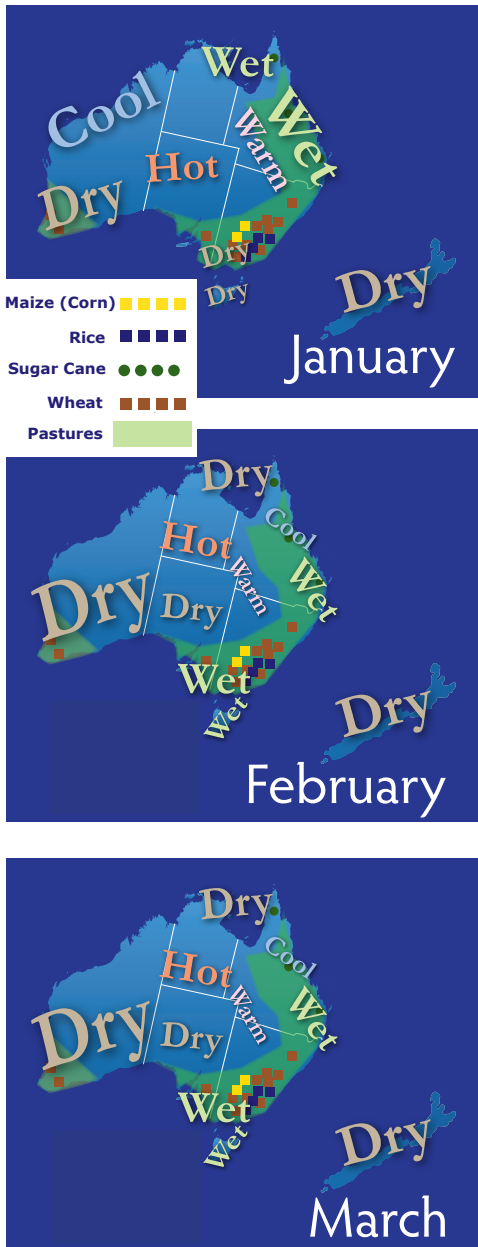 Wet
Cool
Wet
Warm
Hot
Dry
Dry
Dry
Dry
January
Maize (Corn)
Rice
Sugar Cane
Wheat
Pastures
Dry
Cool
Hot
Warm
Wet
Dry
Dry
Wet
Wet
Dry
February
Dry
Cool
Hot
Warm
Wet
Dry
Dry
Wet
Wet
Dry
March